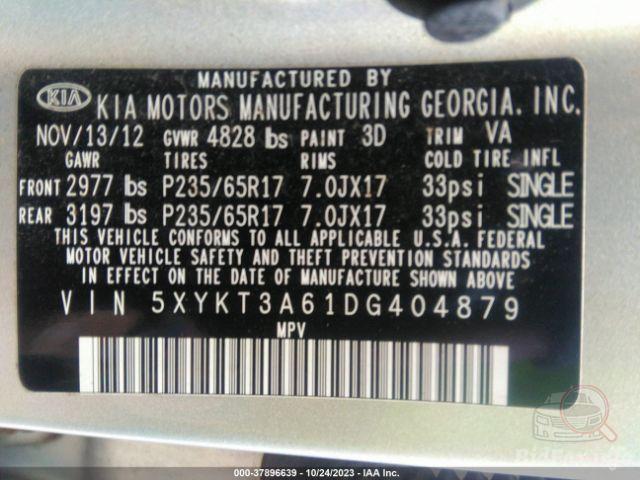 MANUFACTURED BY
KIA KIA MOTORS MANUFACTURING GEORGIA. INC.
NOV/13/12 GVWR 4828 lbs PAINT 3D TRIM VA
GAWR TIRES RIMS COLD TIRE INFL
FRONT 2977 lbs P235/65R17 7.0JX17 33psi SINGLE
REAR 3197 lbs P235/65R17 7.0JX17 33psi SINGLE
THIS VEHICLE CONFORMS TO ALL APPLICABLE U.S.A. FEDERAL
MOTOR VEHICLE SAFETY AND THEFT PREVENTION STANDARDS
IN EFFECT ON THE DATE OF MANUFACTURE SHOWN ABOVE
VIN 5XYKT3A61DG404879
MPV
000-37896639 - 10/24/2023 - IAA Inc.